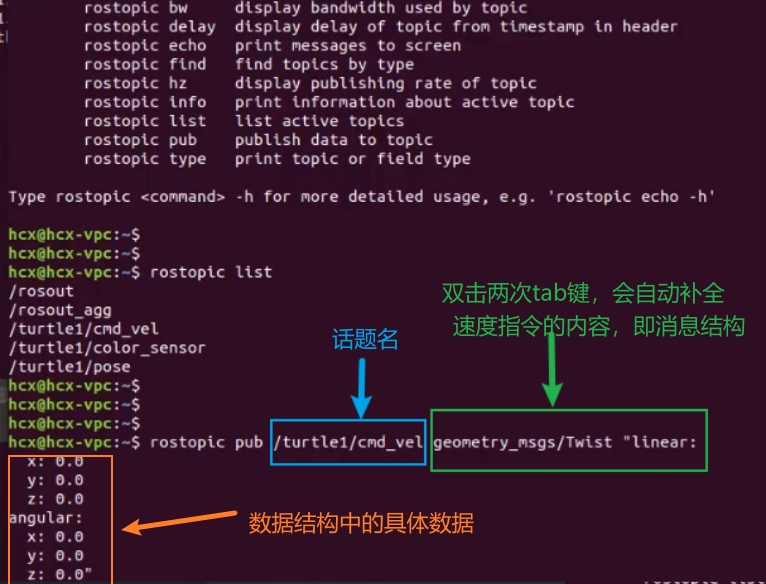 rostopic bw display bandwidth used by topic
rostopic delay display delay of topic from timestamp in header
rostopic echo print messages to screen
rostopic find find topics by type
rostopic hz display publishing rate of topic
rostopic info print information about active topic
rostopic list list active topics
rostopic pub publish data to topic
rostopic type print topic or field type
Type rostopic <command> -h for more detailed usage, e.g. 'rostopic echo -h'
hcx@hcx-vpc:~$
hcx@hcx-vpc:~$
hcx@hcx-vpc:~$ rostopic list
/rosout
/rosout_agg
/turtle1/cmd_vel
/turtle1/color_sensor
/turtle1/pose
双击两次tab键，会自动补全
速度指令的内容，即消息结构
话题名
hcx@hcx-vpc:~$
hcx@hcx-vpc:~$
hcx@hcx-vpc:~$
hcx@hcx-vpc:~$ rostopic pub /turtle1/cmd_vel geometry_msgs/Twist "linear:
x: 0.0
y: 0.0
z: 0.0
angular:
x: 0.0
y: 0.0
z: 0.0"
数据结构中的具体数据